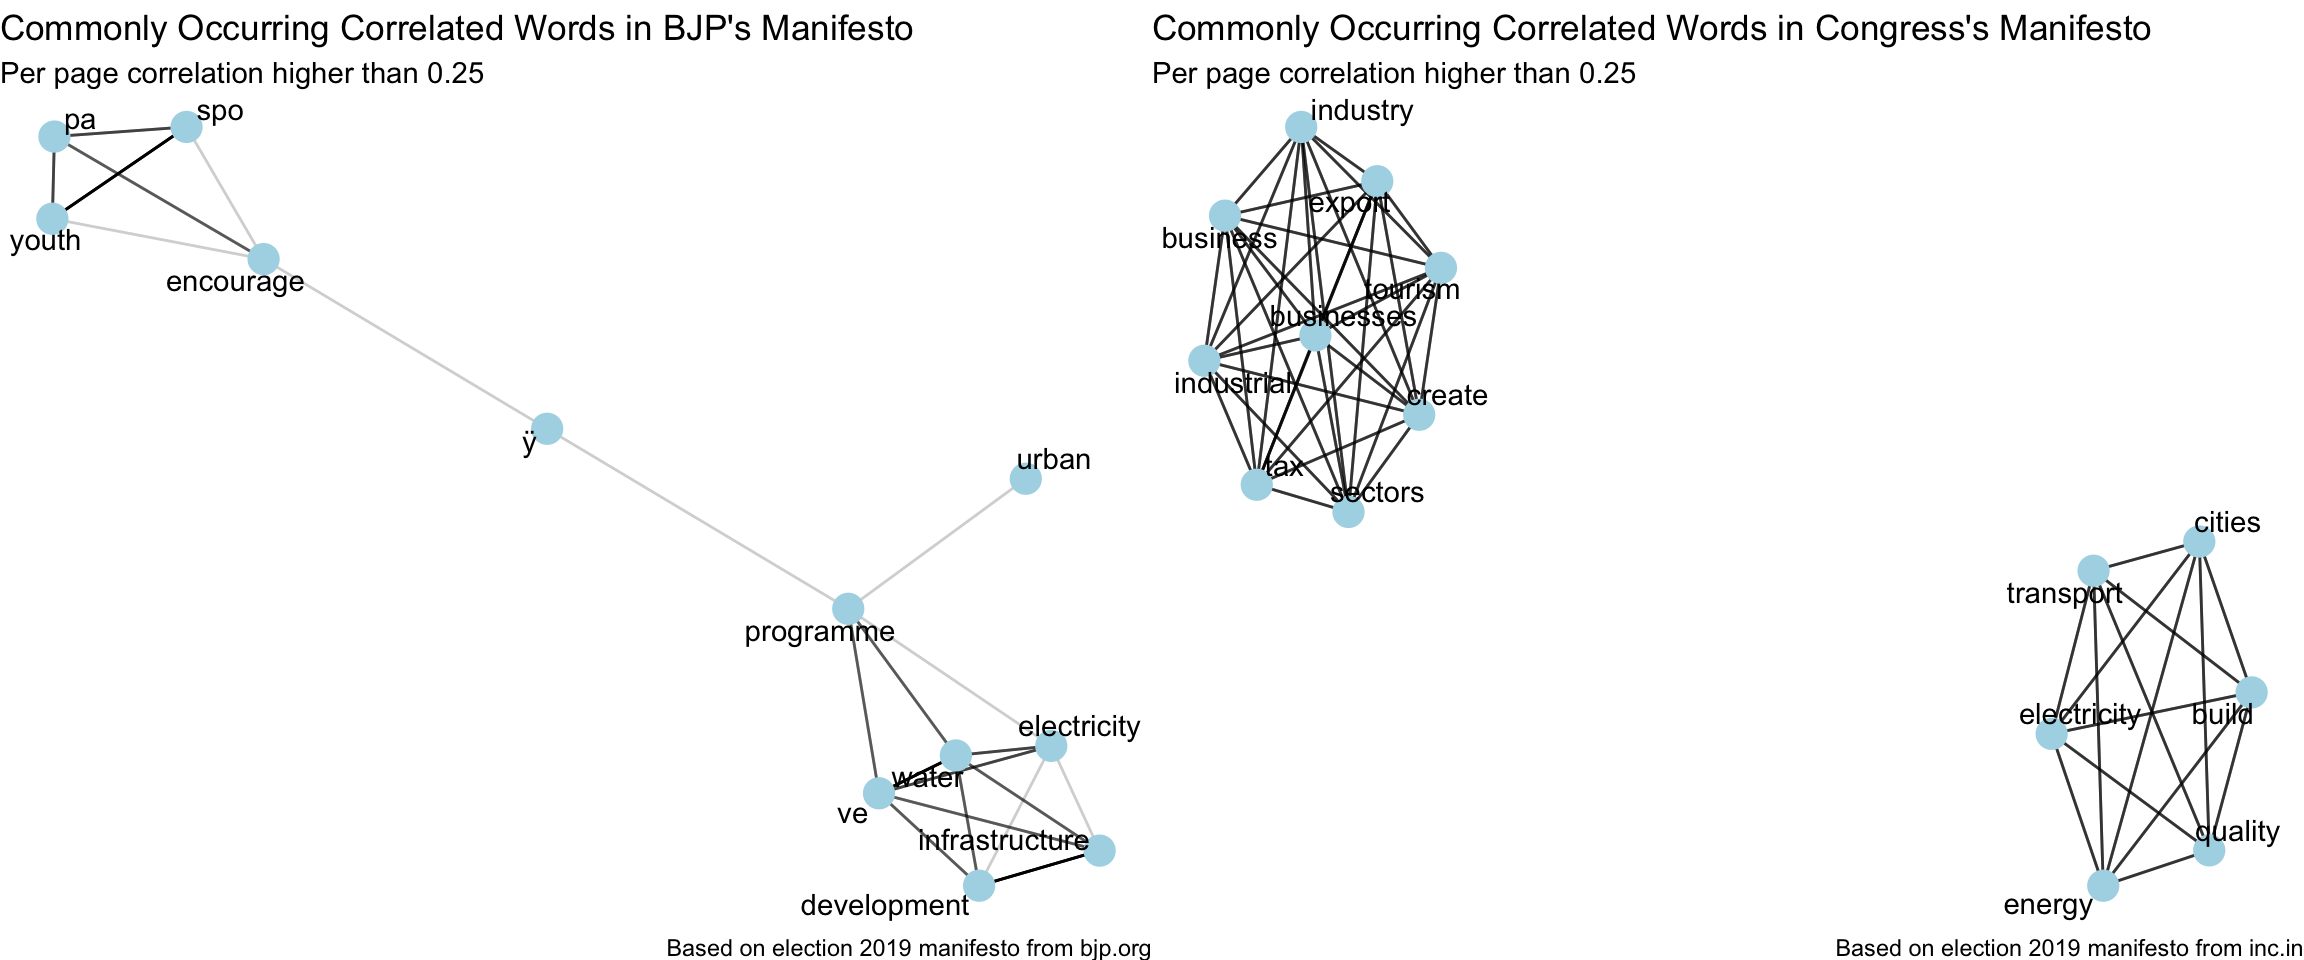 Commonly Occurring Correlated Words in BJP's Manifesto
Per page correlation higher than 0.25
spo
pa
youth
encourage
ÿ
urban
programme
electricity
water
ve
infrastructure
development
Based on election 2019 manifesto from bjp.org
Commonly Occurring Correlated Words in Congress's Manifesto
Per page correlation higher than 0.25
industry
export
business
tourism
businesses
industrial
create
tax
sectors
cities
transport
electricity
build
quality
energy
Based on election 2019 manifesto from inc.in